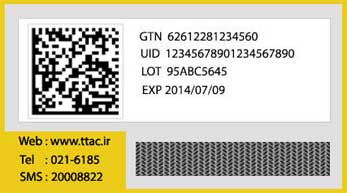 GTN 62612281234560
UID 12345678901234567890
LOT 95ABC5645
EXP 2014/07/09
Web : www.ttac.ir
Tel : 021-6185
SMS : 20008822